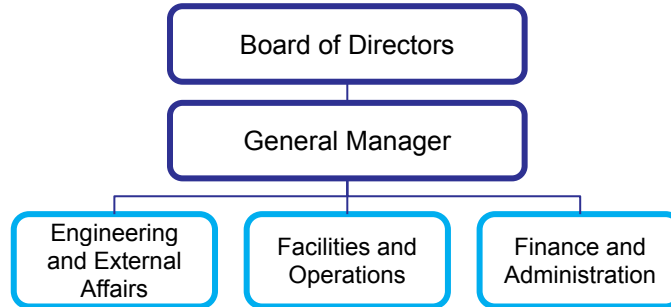 Board of Directors
General Manager
Engineering
and External
Affairs
Facilities and
Operations
Finance and
Administration